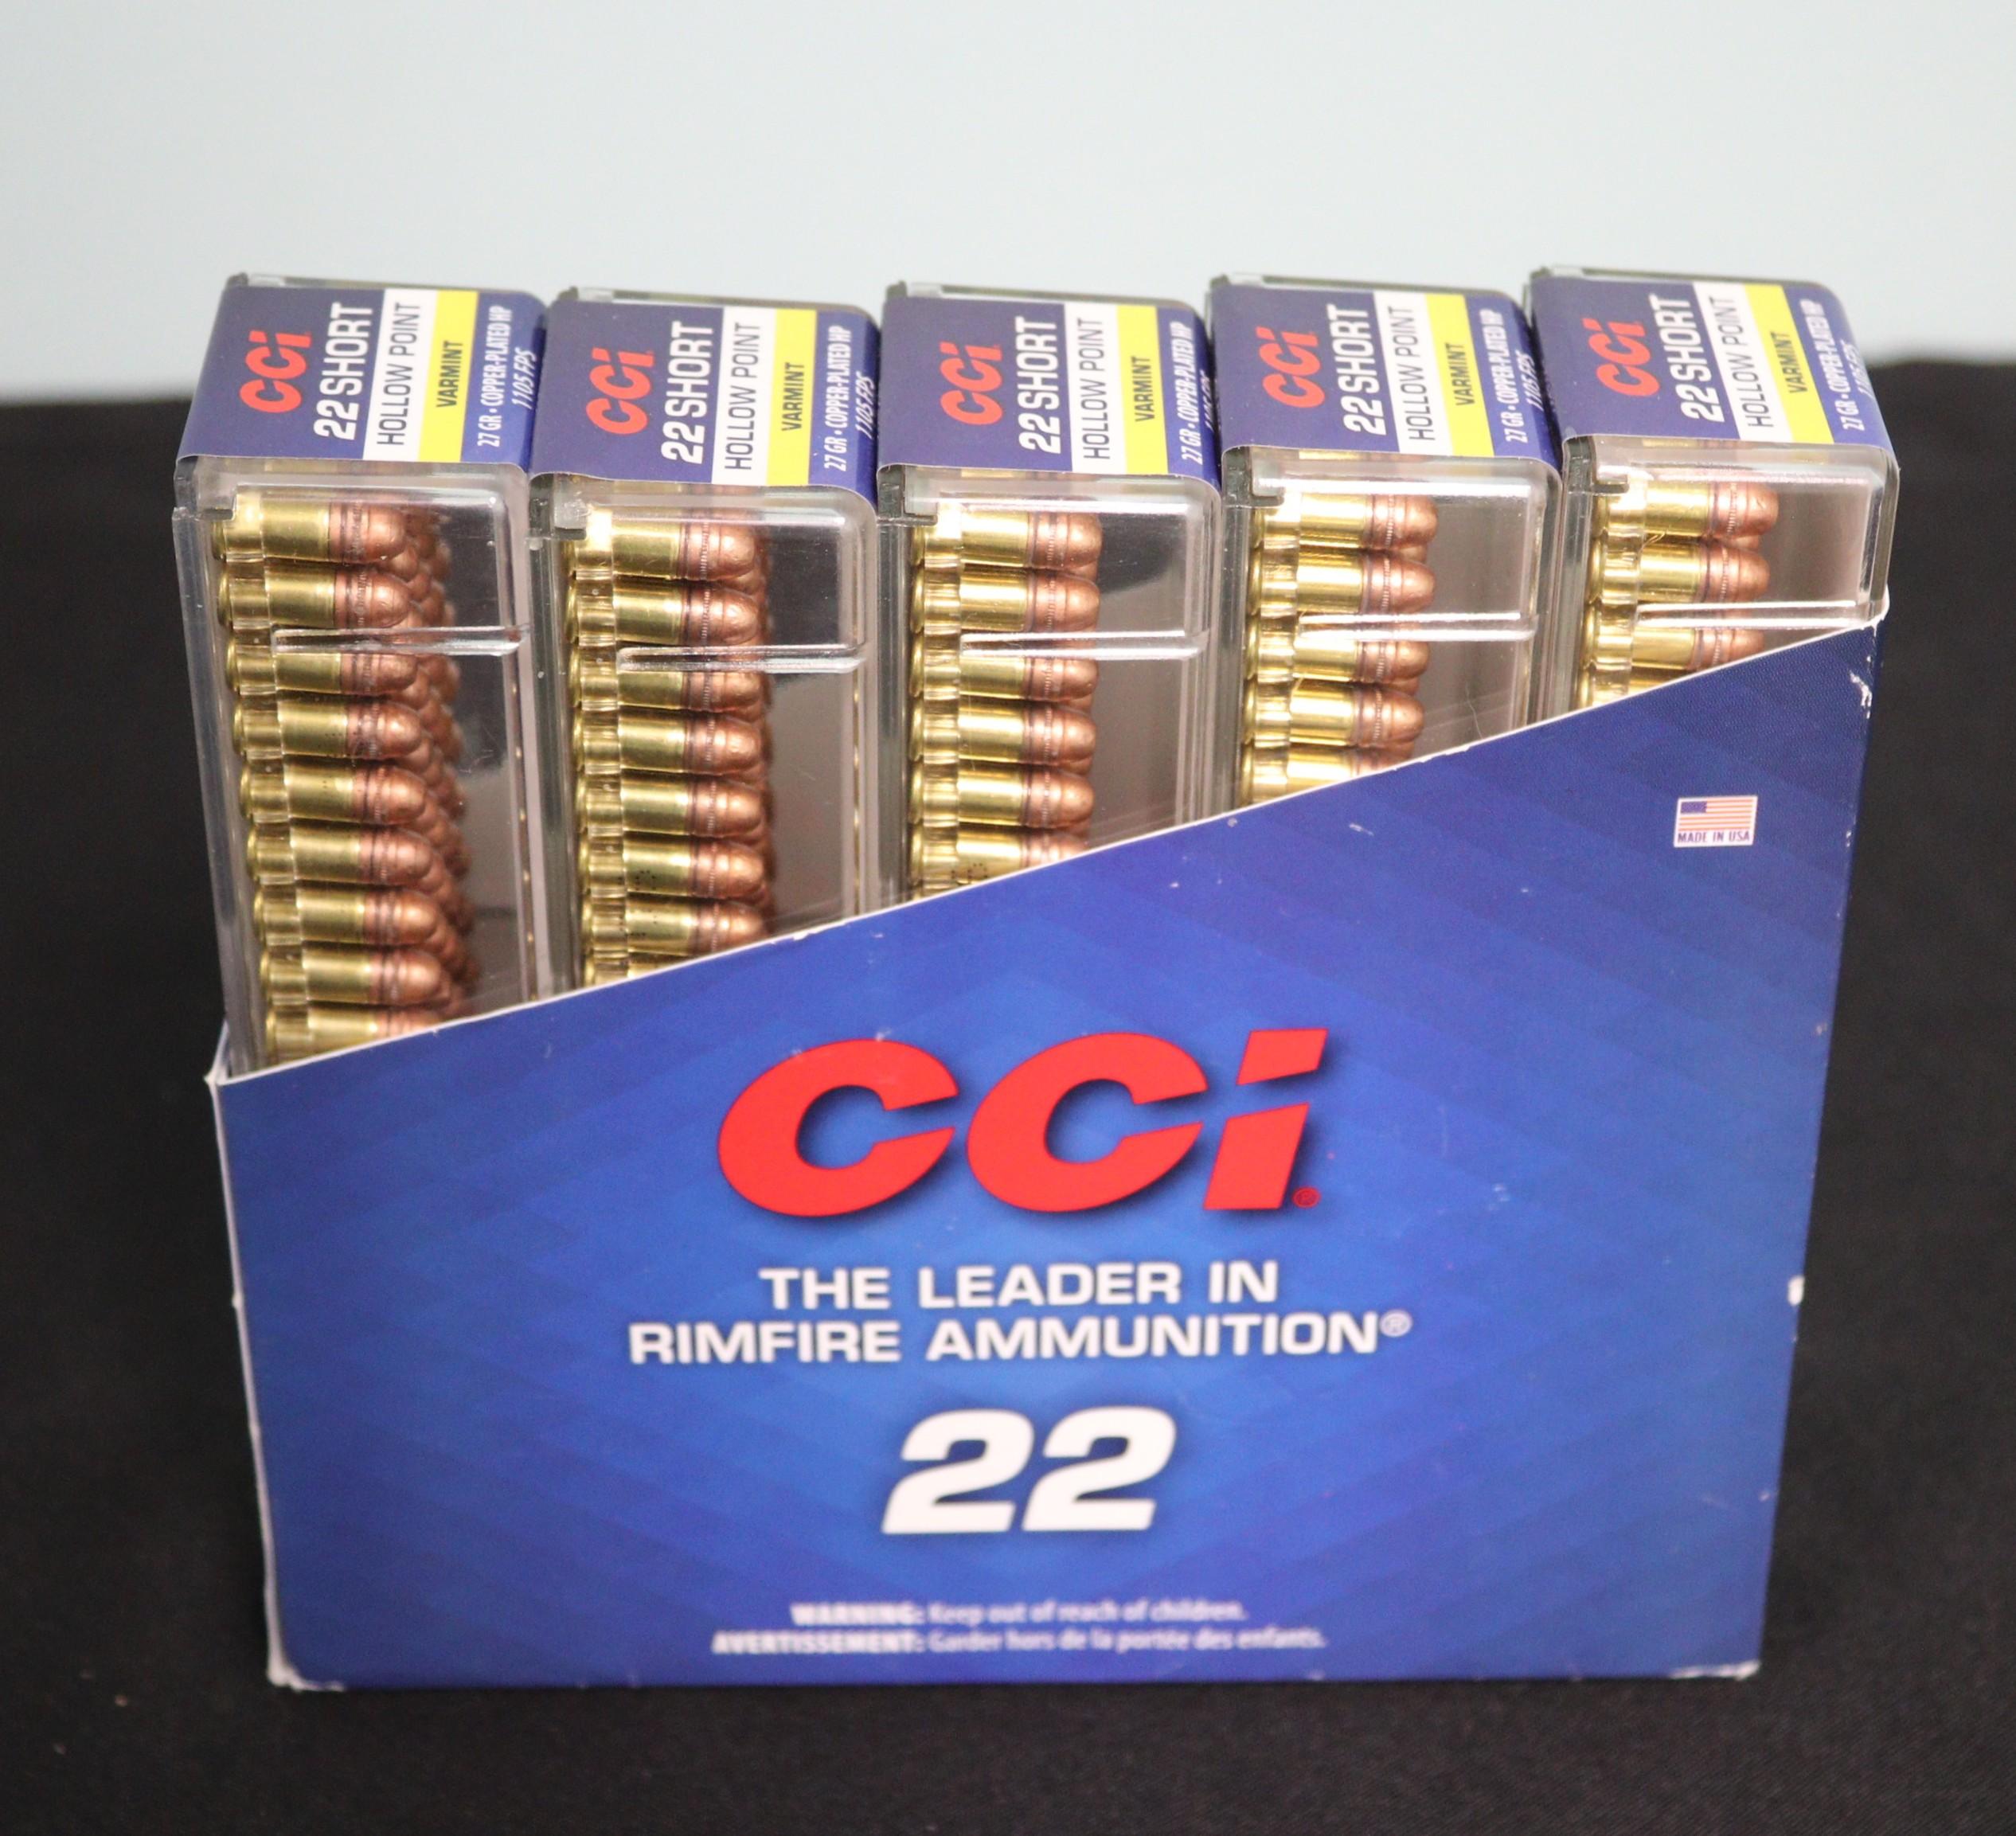 CCi
22 SHORT
HOLLOW POINT
VARMINT
27 GR • COPPER-PLATED HP
1105 FPS
CCi
22 SHORT
HOLLOW POINT
VARMINT
27 GR • COPPER-PLATED HP
1105 FPS
CCi
22 SHORT
HOLLOW POINT
VARMINT
27 GR • COPPER-PLATED HP
1105 FPS
CCi
22 SHORT
HOLLOW POINT
VARMINT
27 GR • COPPER-PLATED HP
1105 FPS
CCi
22 SHORT
HOLLOW POINT
VARMINT
27 GR • COPPER-PLATED HP
1105 FPS
MADE IN USA
CCi®
THE LEADER IN
RIMFIRE AMMUNITION®
22
WARNING: Keep out of reach of children.
AVERTISSEMENT: Garder hors de la portée des enfants.